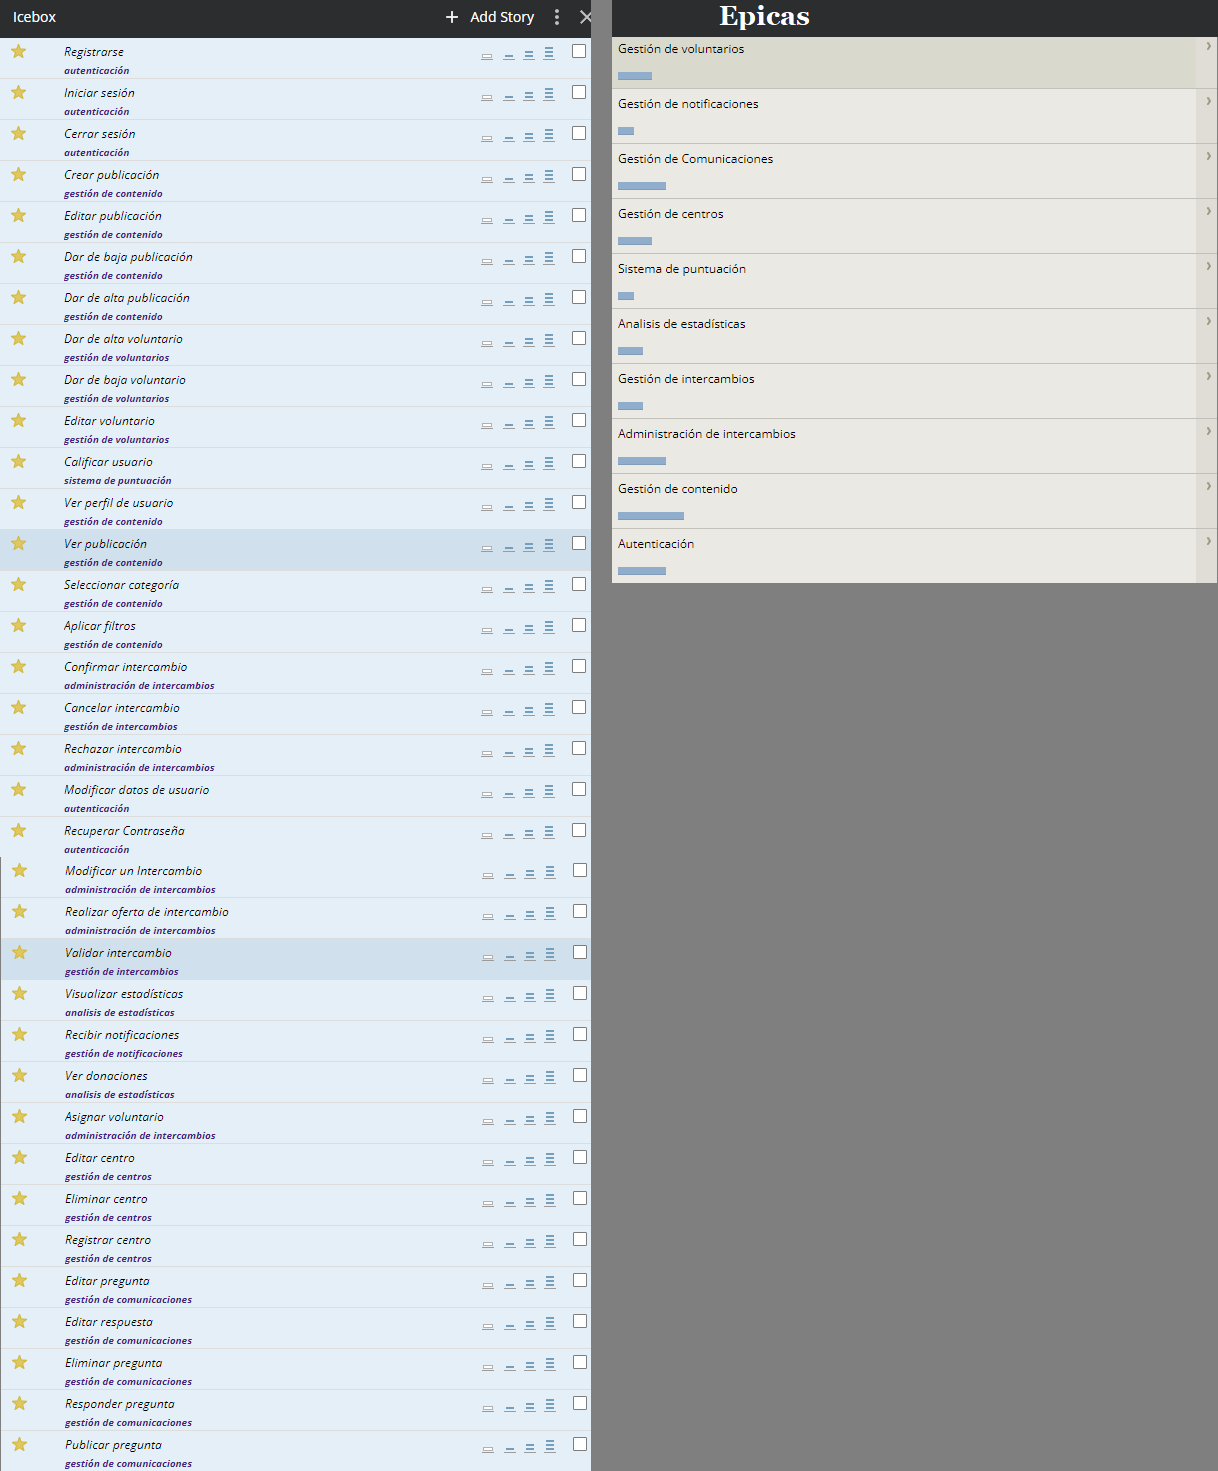 Icebox
+ Add Story
Registrarse
autenticación
Iniciar sesión
autenticación
Cerrar sesión
autenticación
Crear publicación
gestión de contenido
Editar publicación
gestión de contenido
Dar de baja publicación
gestión de contenido
Dar de alta publicación
gestión de contenido
Dar de alta voluntario
gestión de voluntarios
Dar de baja voluntario
gestión de voluntarios
Editar voluntario
gestión de voluntarios
Calificar usuario
sistema de puntuación
Ver perfil de usuario
gestión de contenido
Ver publicación
gestión de contenido
Seleccionar categoría
gestión de contenido
Aplicar filtros
gestión de contenido
Confirmar intercambio
administración de intercambios
Cancelar intercambio
gestión de intercambios
Rechazar intercambio
administración de intercambios
Modificar datos de usuario
autenticación
Recuperar Contraseña
autenticación
Modificar un Intercambio
administración de intercambios
Realizar oferta de intercambio
administración de intercambios
Validar intercambio
gestión de intercambios
Visualizar estadísticas
analisis de estadísticas
Recibir notificaciones
gestión de notificaciones
Ver donaciones
analisis de estadísticas
Asignar voluntario
administración de intercambios
Editar centro
gestión de centros
Eliminar centro
gestión de centros
Registrar centro
gestión de centros
Editar pregunta
gestión de comunicaciones
Editar respuesta
gestión de comunicaciones
Eliminar pregunta
gestión de comunicaciones
Responder pregunta
gestión de comunicaciones
Publicar pregunta
gestión de comunicaciones
Epicas
Gestión de voluntarios
Gestión de notificaciones
Gestión de Comunicaciones
Gestión de centros
Sistema de puntuación
Analisis de estadísticas
Gestión de intercambios
Administración de intercambios
Gestión de contenido
Autenticación